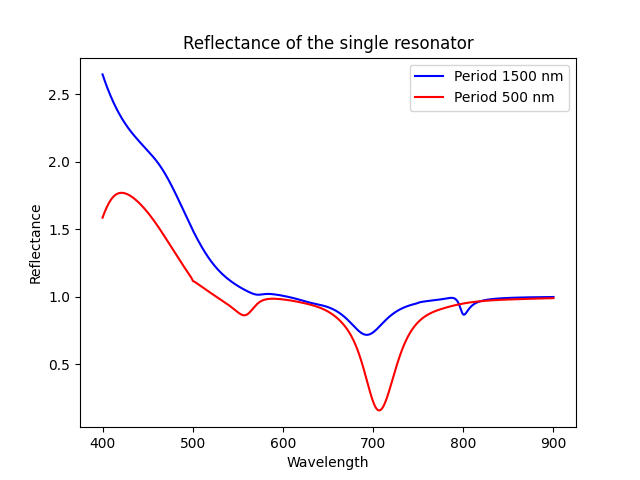 Reflectance of the single resonator
Period 1500 nm
Period 500 nm
Reflectance
2.5
2.0
1.5
1.0
0.5
400 500 600 700 800 900
Wavelength